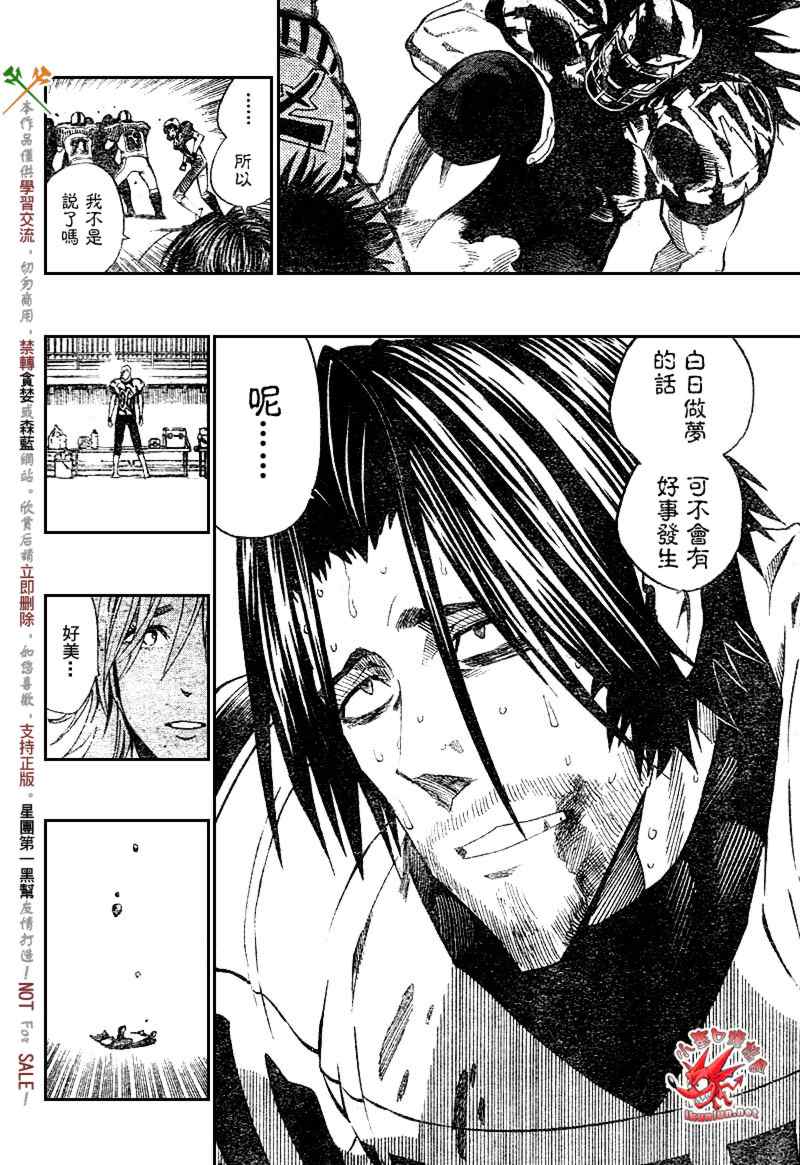 ……
所以
我不是
說了嗎
白日做夢
的話
可不會有
好事發生
呢……
好美…
本作品僅供學習交流，切勿商用，禁轉貪婪或森藍網站。欣賞后請立即刪除，如您喜歡，支持正版。星團第一黑幫友情打造！NOT For SALE！